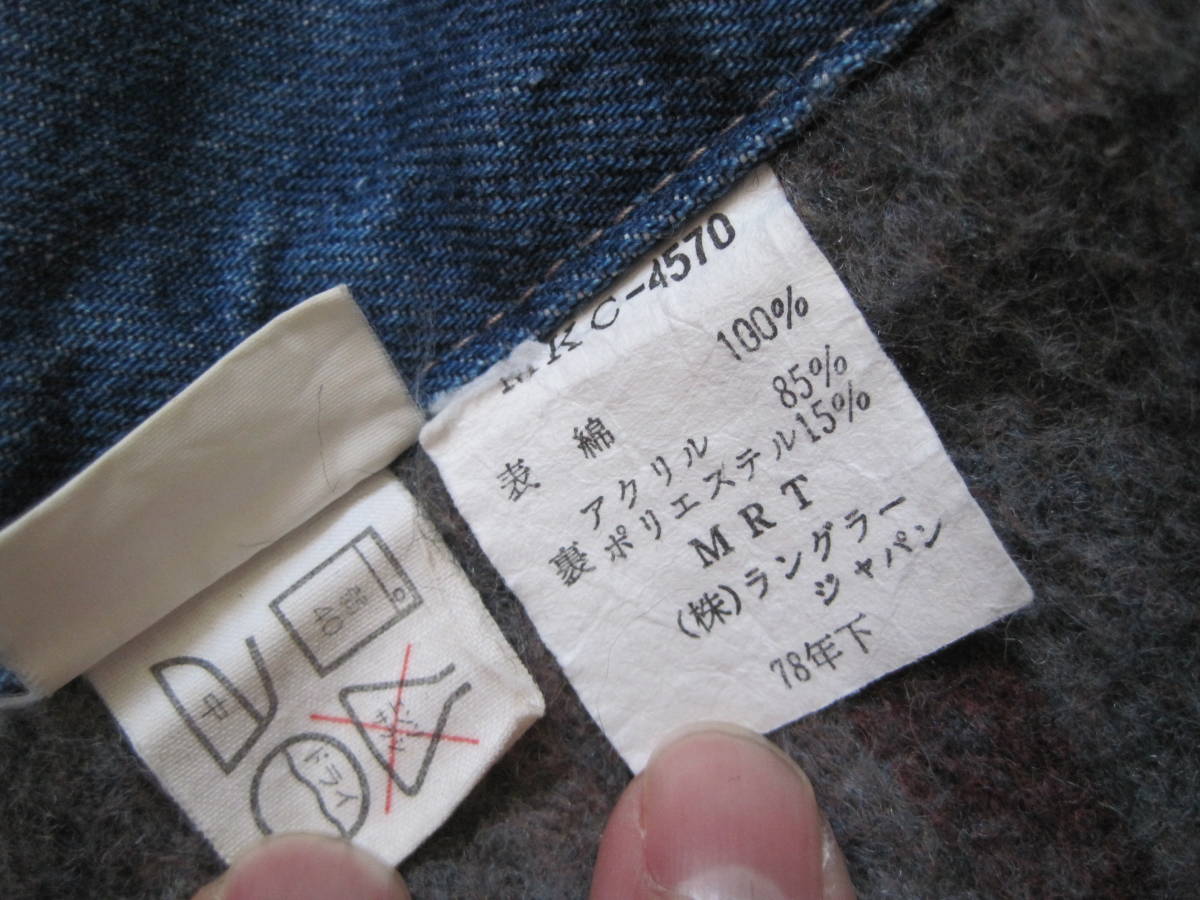 KC-4570
表 綿 100%
アクリル 85%
裏 ポリエステル15%
MRT
(株)ラングラー
ジャパン
78年下
40
中
ドライ